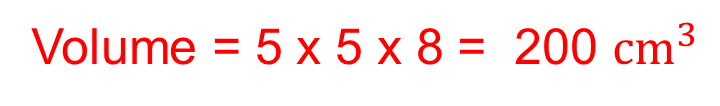 Volume = 5 x 5 x 8 = 200 cm³